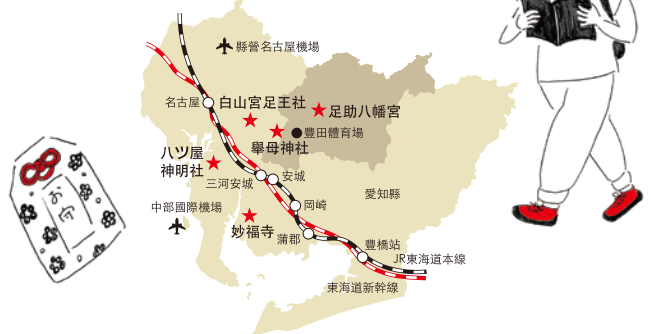 縣營名古屋機場
名古屋
白山宮足王社
足助八幡宮
豊田體育場
舉母神社
八ツ屋
神明社
三河安城
安城
愛知縣
お守
中部國際機場
岡崎
妙福寺
蒲郡
豐橋站
JR東海道本線
東海道新幹線